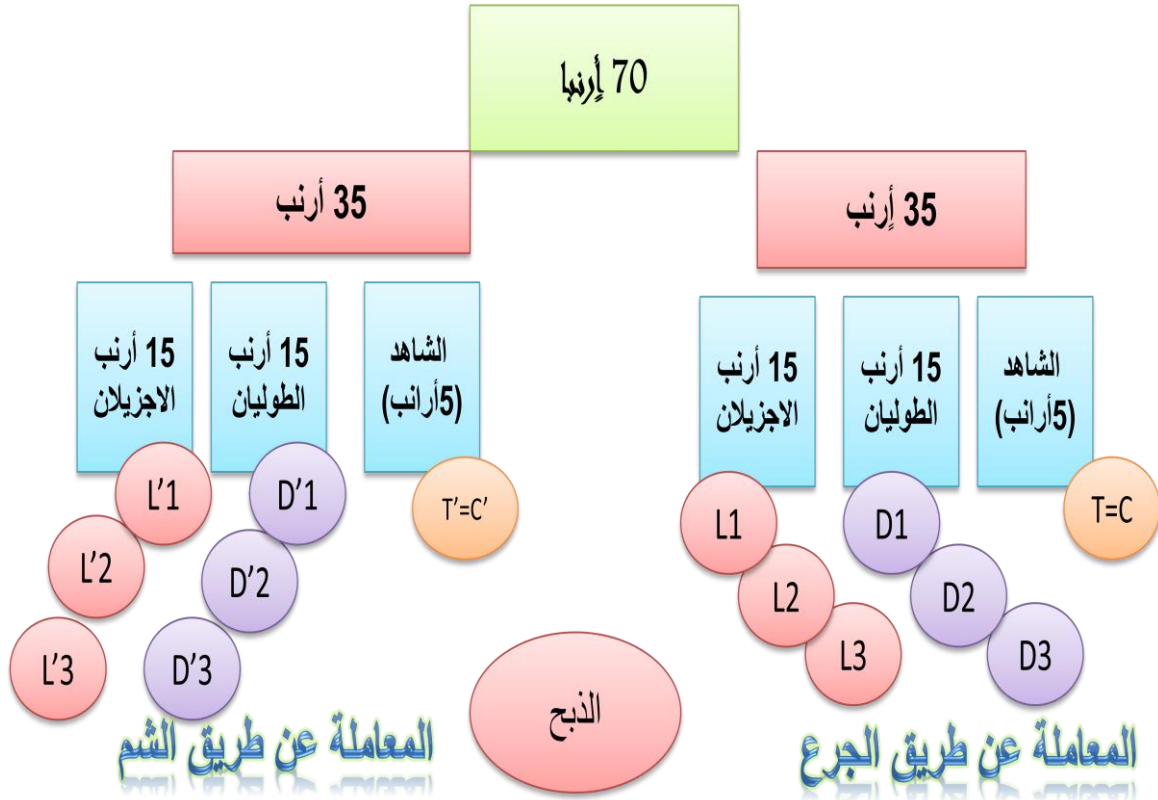 70 أرنبا
35 أرنب
35 أٍرنب
الشاهد
(5أرانب)
15 أرنب
الطوليان
15 أرنب
الاجزيلان
الشاهد
(5أرانب)
15 أرنب
الطوليان
15 أرنب
الاجزيلان
T=C
D1
D2
D3
L1
L2
L3
T’=C’
D’1
D’2
D’3
L’1
L’2
L’3
الذبح
المعاملة عن طريق الجرع
المعاملة عن طريق الشم